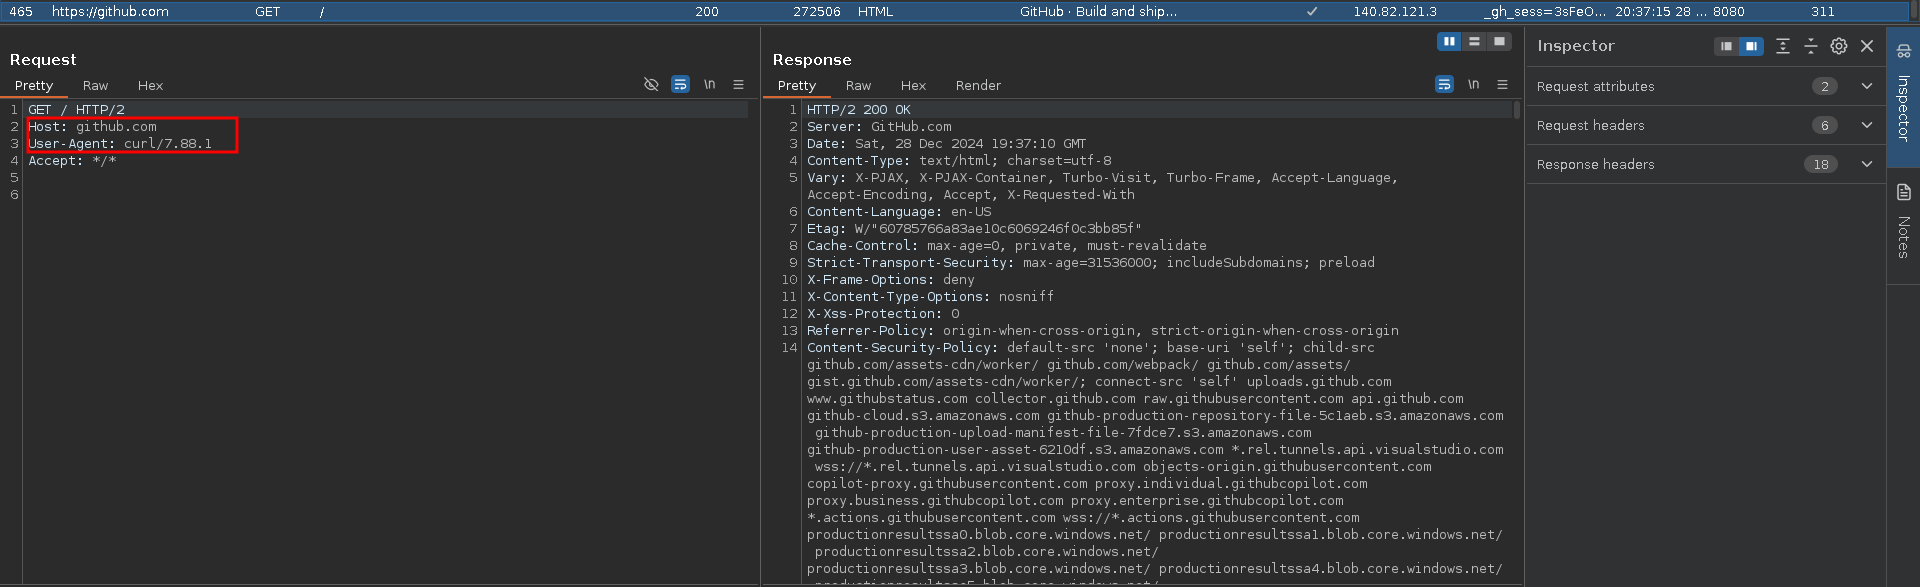 465 https://github.com GET / 200 272506 HTML GitHub · Build and ship... 140.82.121.3 _gh_sess=3sFeO... 20:37:15 28 ... 8080 311
Request
Pretty Raw Hex
\n
1 GET / HTTP/2
2 Host: github.com
3 User-Agent: curl/7.88.1
4 Accept: */*
5
6
Response
Pretty Raw Hex Render
\n
1 HTTP/2 200 OK
2 Server: GitHub.com
3 Date: Sat, 28 Dec 2024 19:37:10 GMT
4 Content-Type: text/html; charset=utf-8
5 Vary: X-PJAX, X-PJAX-Container, Turbo-Visit, Turbo-Frame, Accept-Language,
Accept-Encoding, Accept, X-Requested-With
6 Content-Language: en-US
7 Etag: W/"60785766a83ae10c6069246f0c3bb85f"
8 Cache-Control: max-age=0, private, must-revalidate
9 Strict-Transport-Security: max-age=31536000; includeSubdomains; preload
10 X-Frame-Options: deny
11 X-Content-Type-Options: nosniff
12 X-Xss-Protection: 0
13 Referrer-Policy: origin-when-cross-origin, strict-origin-when-cross-origin
14 Content-Security-Policy: default-src 'none'; base-uri 'self'; child-src
github.com/assets-cdn/worker/ github.com/webpack/ github.com/assets/
gist.github.com/assets-cdn/worker/; connect-src 'self' uploads.github.com
www.githubstatus.com collector.github.com raw.githubusercontent.com api.github.com
github-cloud.s3.amazonaws.com github-production-repository-file-5c1aeb.s3.amazonaws.com
github-production-upload-manifest-file-7fdce7.s3.amazonaws.com
github-production-user-asset-6210df.s3.amazonaws.com *.rel.tunnels.api.visualstudio.com
wss://*.rel.tunnels.api.visualstudio.com objects-origin.githubusercontent.com
copilot-proxy.githubusercontent.com proxy.individual.githubcopilot.com
proxy.business.githubcopilot.com proxy.enterprise.githubcopilot.com
*.actions.githubusercontent.com wss://*.actions.githubusercontent.com
productionresultssa0.blob.core.windows.net/ productionresultssa1.blob.core.windows.net/
productionresultssa2.blob.core.windows.net/
productionresultssa3.blob.core.windows.net/ productionresultssa4.blob.core.windows.net/
Inspector
Request attributes 2
Request headers 6
Response headers 18
Inspector
Notes